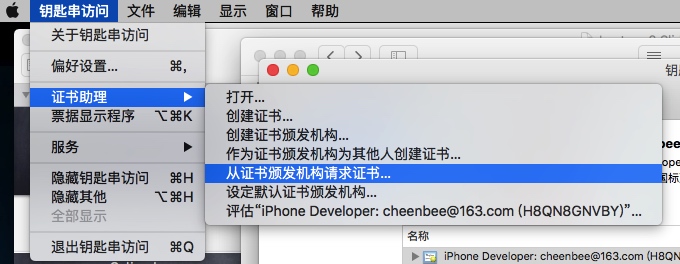 钥匙串访问 文件 编辑 显示 窗口 帮助
关于钥匙串访问
偏好设置... ⌘,
证书助理 ▶
票据显示程序 ⌥⌘K
服务 ▶
隐藏钥匙串访问 ⌘H
隐藏其他 ⌥⌘H
全部显示
退出钥匙串访问 ⌘Q
打开...
创建证书...
创建证书颁发机构...
作为证书颁发机构为其他人创建证书...
从证书颁发机构请求证书...
设定默认证书颁发机构...
评估“iPhone Developer: cheenbee@163.com (H8QN8GNVBY)”...
名称
iPhone Developer: cheenbee@163.com (H8QN